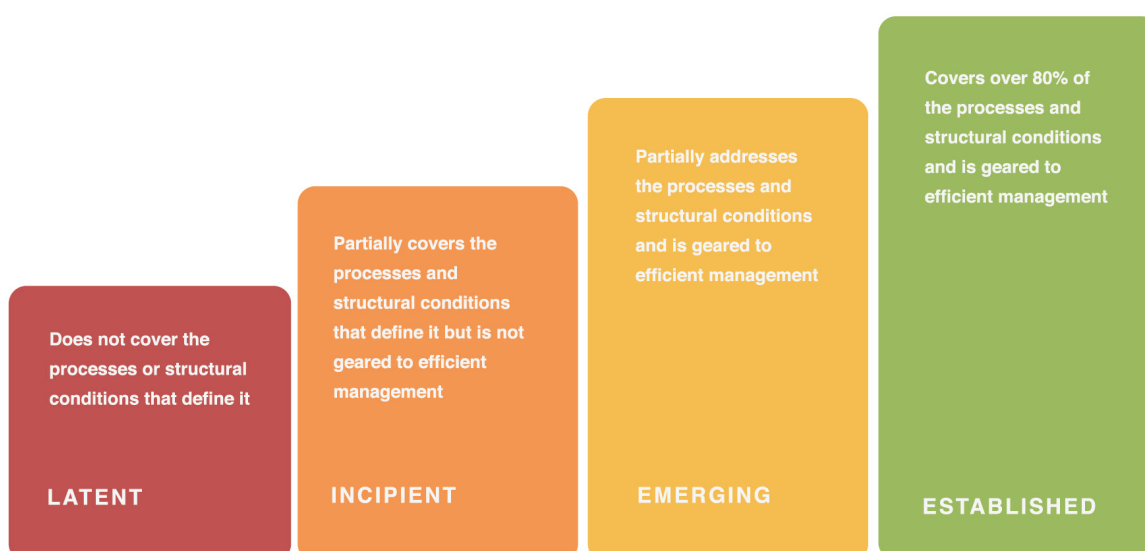 Does not cover the
processes or structural
conditions that define it
LATENT
Partially covers the
processes and
structural conditions
that define it but is not
geared to efficient
management
INCIPIENT
Partially addresses
the processes and
structural conditions
and is geared to
efficient management
EMERGING
Covers over 80% of
the processes and
structural conditions
and is geared to
efficient management
ESTABLISHED